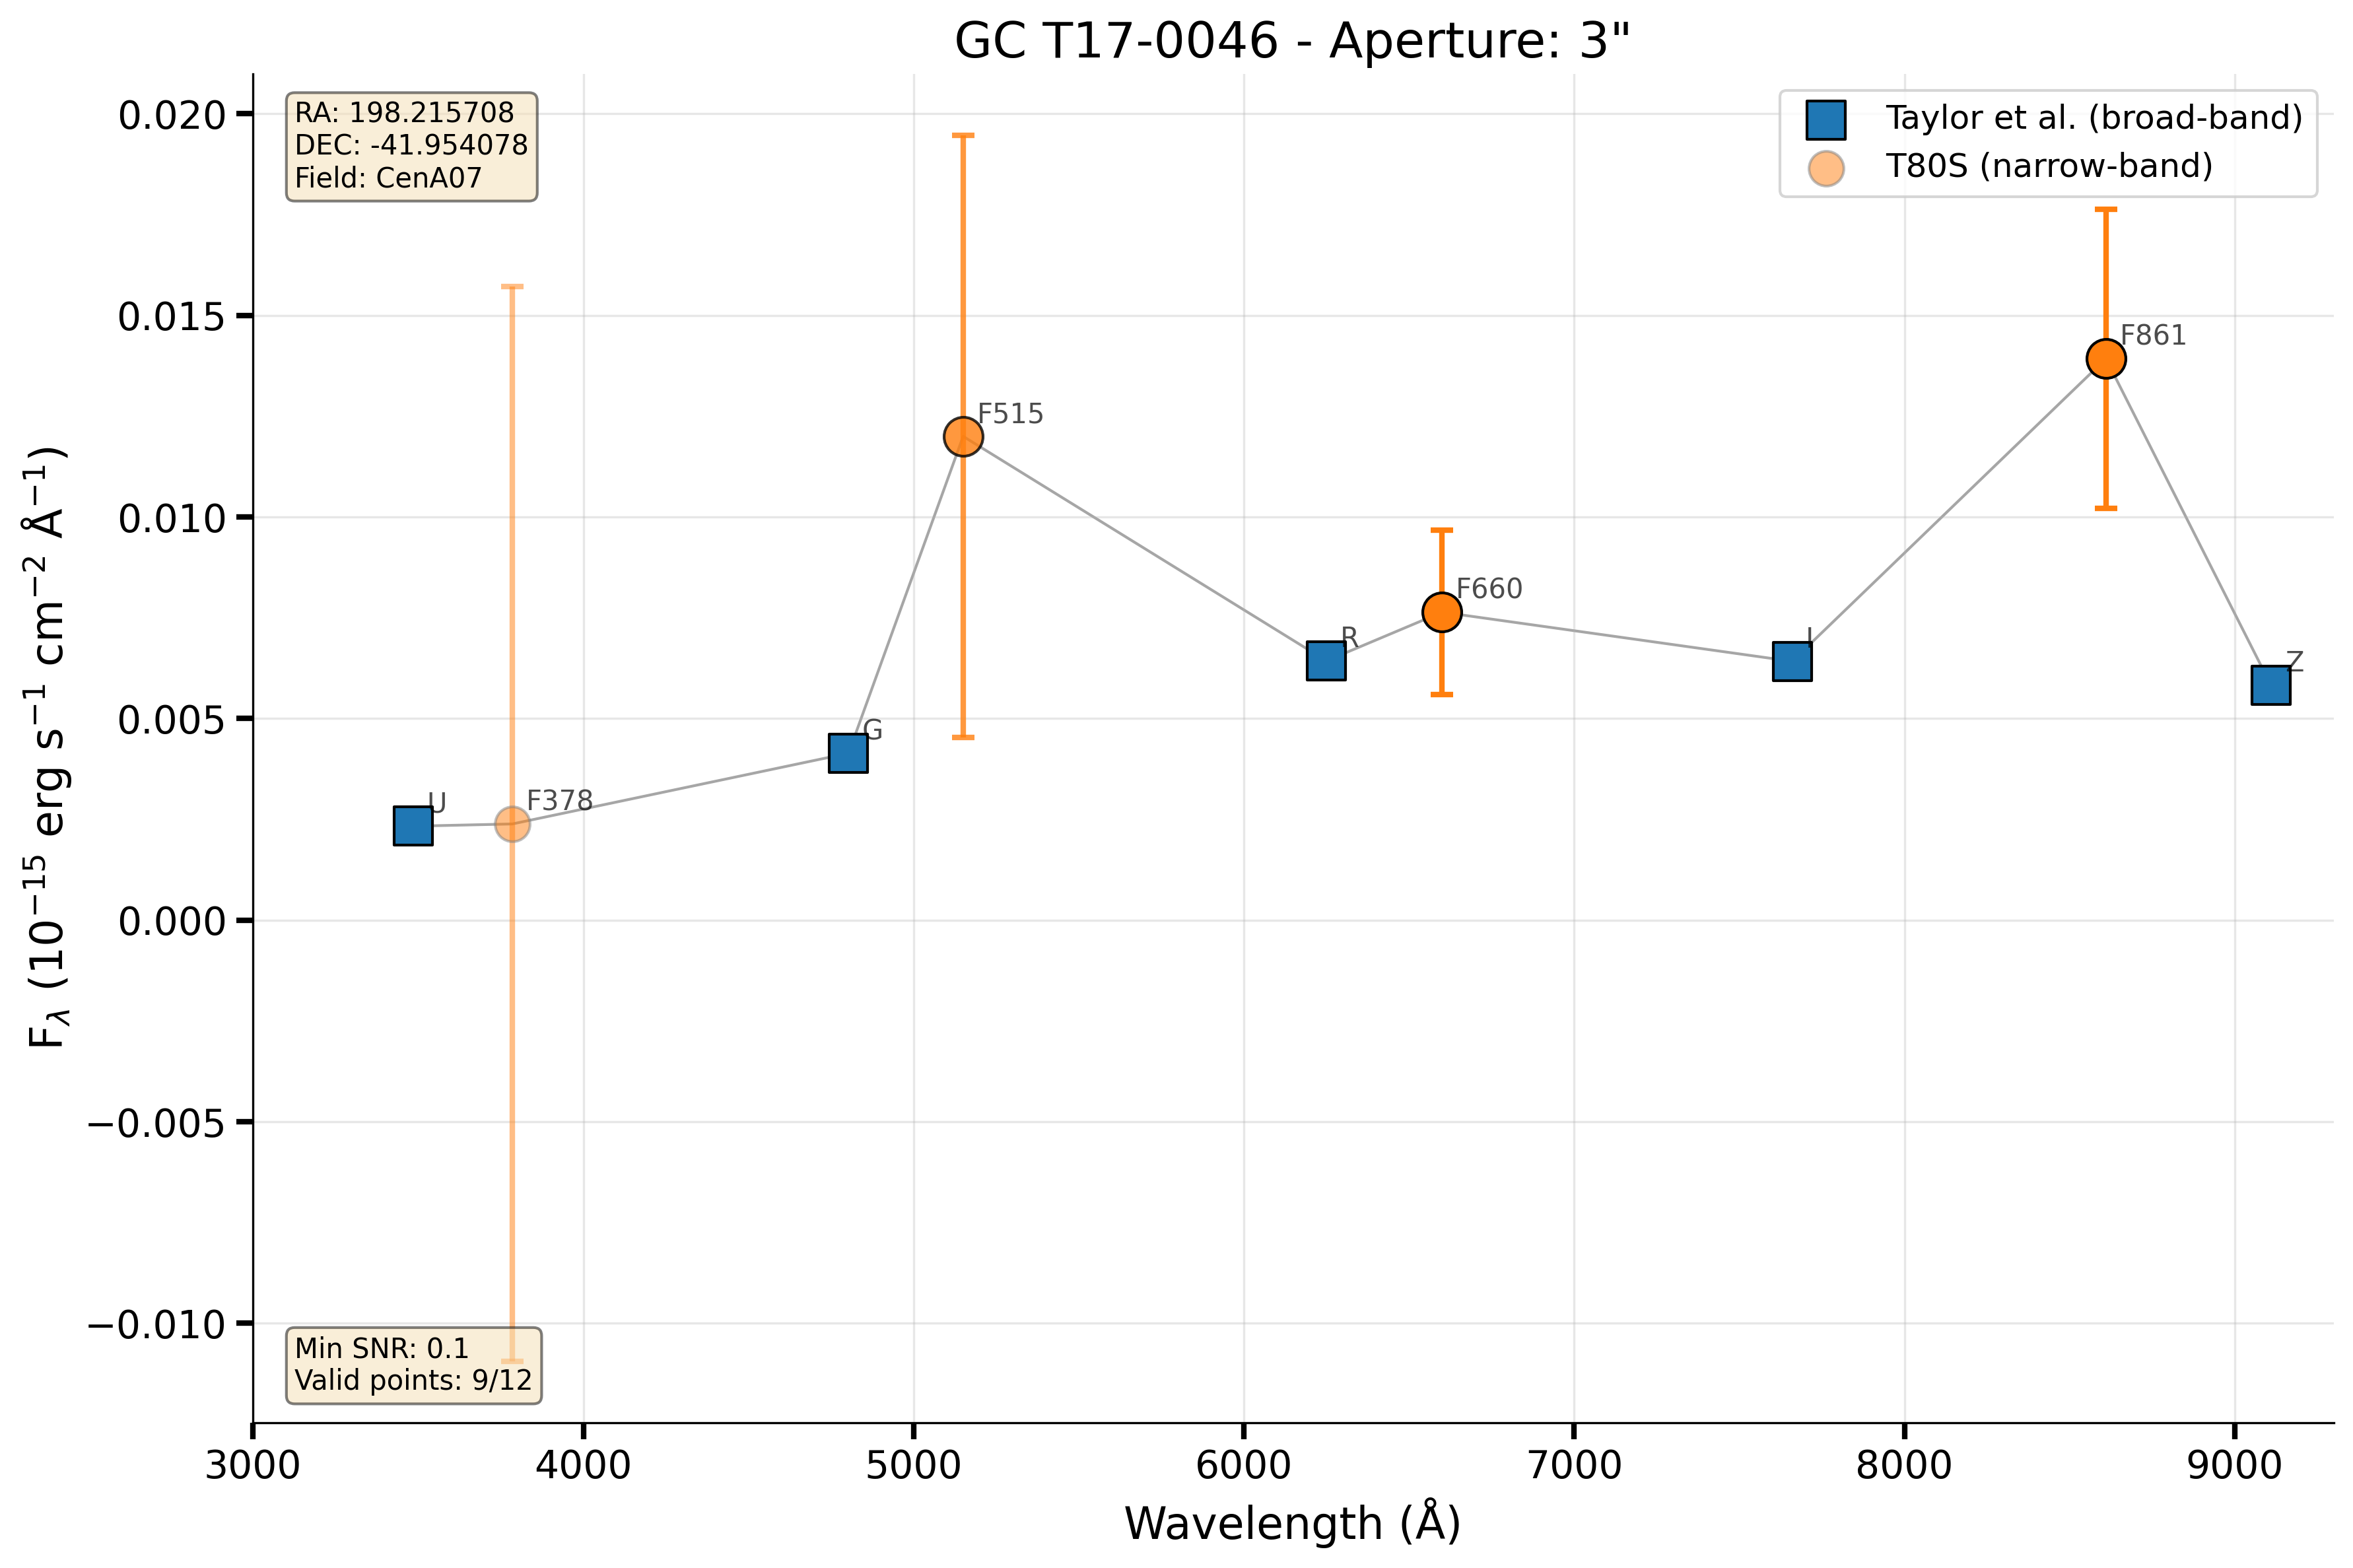 GC T17-0046 - Aperture: 3"
RA: 198.215708
DEC: -41.954078
Field: CenA07
Taylor et al. (broad-band)
T80S (narrow-band)
F_λ (10⁻¹⁵ erg s⁻¹ cm⁻² Å⁻¹)
0.020
0.015
0.010
0.005
0.000
−0.005
−0.010
U
F378
G
F515
R
F660
I
F861
Z
Min SNR: 0.1
Valid points: 9/12
3000 4000 5000 6000 7000 8000 9000
Wavelength (Å)